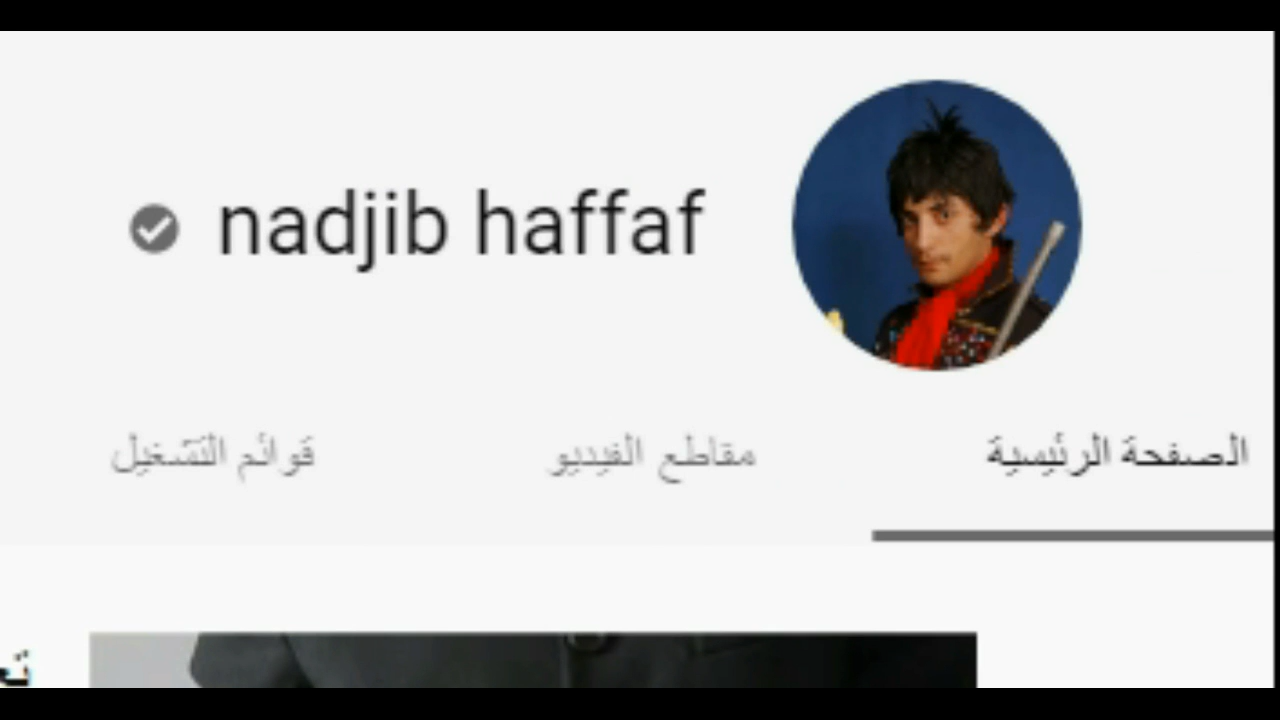 nadjib haffaf
الصفحة الرئيسية
مقاطع الفيديو
قوائم التشغيل